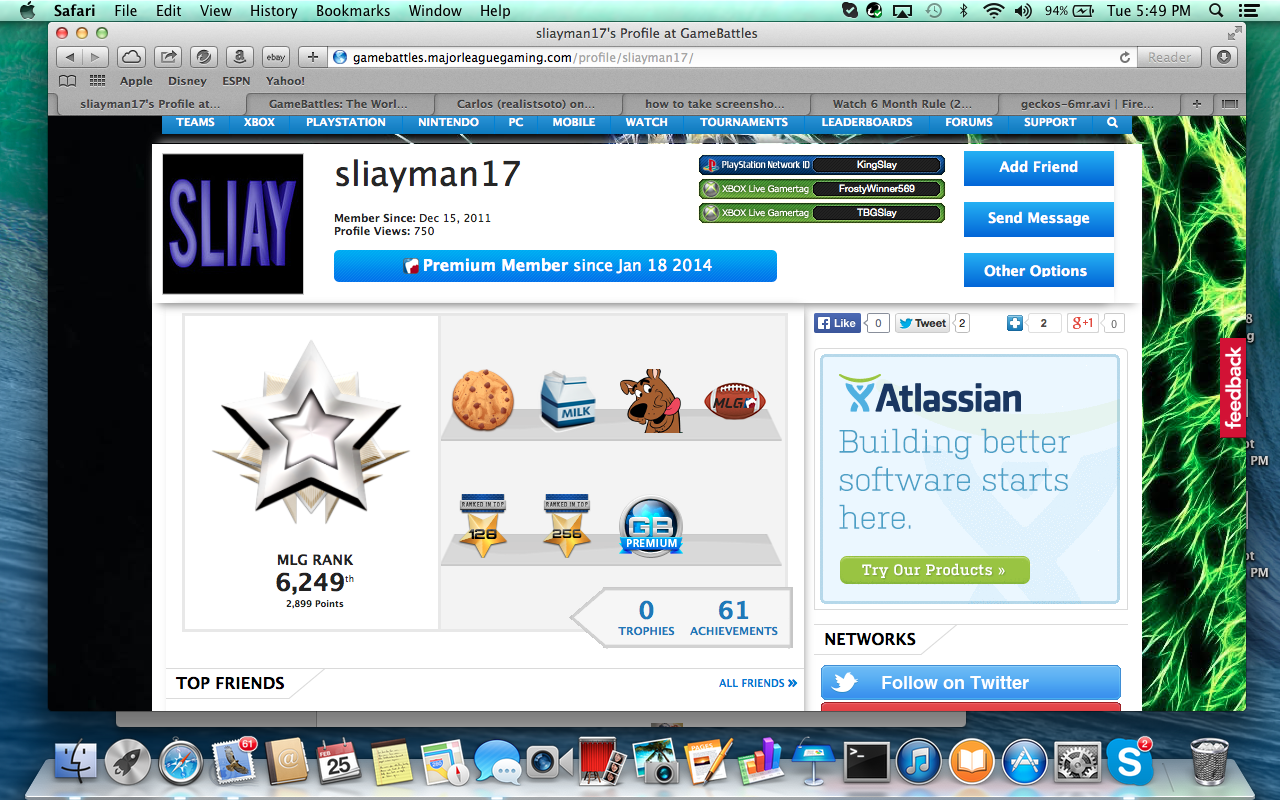 Safari File Edit View History Bookmarks Window Help 94% Tue 5:49 PM
sliayman17's Profile at GameBattles
ebay gamebattles.majorleaguegaming.com/profile/sliayman17/ Reader
Apple Disney ESPN Yahoo!
sliayman17's Profile at... GameBattles: The Worl... Carlos (realistsoto) on... how to take screensho... Watch 6 Month Rule (2... geckos-6mr.avi | Fire...
TEAMS XBOX PLAYSTATION NINTENDO PC MOBILE WATCH TOURNAMENTS LEADERBOARDS FORUMS SUPPORT
SLIAY
sliayman17
Member Since: Dec 15, 2011
Profile Views: 750
Premium Member since Jan 18 2014
PlayStation Network ID KingSlay
XBOX Live Gamertag FrostyWinner569
XBOX Live Gamertag TBGSlay
Add Friend
Send Message
Other Options
MLG RANK
6,249th
2,899 Points
MILK
MLG
RANKED IN TOP
128
RANKED IN TOP
256
GB
PREMIUM
0 TROPHIES
61 ACHIEVEMENTS
TOP FRIENDS
ALL FRIENDS »
Like 0 Tweet 2 2 g+1 0
Atlassian
Building better
software starts
here.
Try Our Products »
NETWORKS
Follow on Twitter
feedback
PM
PM
61
FEB
25
PAGES
2